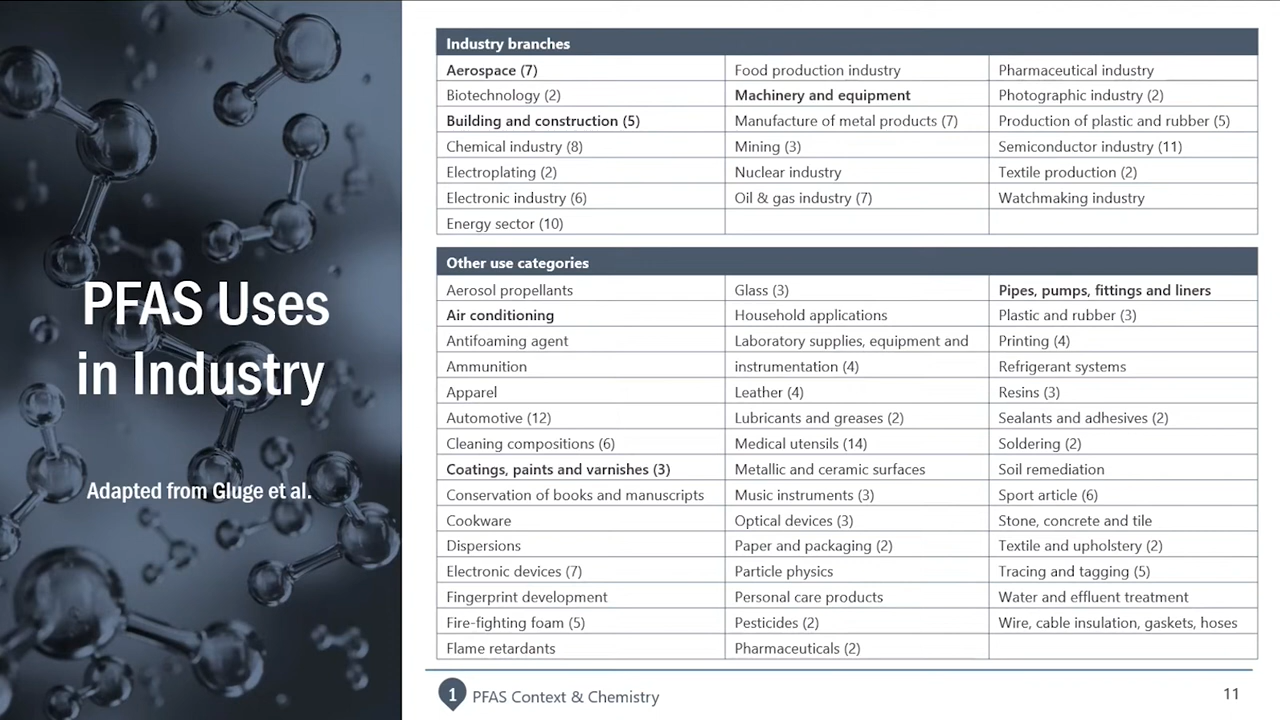 PFAS Uses
in Industry
Adapted from Gluge et al.
Industry branches
Aerospace (7) Food production industry Pharmaceutical industry
Biotechnology (2) Machinery and equipment Photographic industry (2)
Building and construction (5) Manufacture of metal products (7) Production of plastic and rubber (5)
Chemical industry (8) Mining (3) Semiconductor industry (11)
Electroplating (2) Nuclear industry Textile production (2)
Electronic industry (6) Oil & gas industry (7) Watchmaking industry
Energy sector (10)
Other use categories
Aerosol propellants Glass (3) Pipes, pumps, fittings and liners
Air conditioning Household applications Plastic and rubber (3)
Antifoaming agent Laboratory supplies, equipment and Printing (4)
Ammunition instrumentation (4) Refrigerant systems
Apparel Leather (4) Resins (3)
Automotive (12) Lubricants and greases (2) Sealants and adhesives (2)
Cleaning compositions (6) Medical utensils (14) Soldering (2)
Coatings, paints and varnishes (3) Metallic and ceramic surfaces Soil remediation
Conservation of books and manuscripts Music instruments (3) Sport article (6)
Cookware Optical devices (3) Stone, concrete and tile
Dispersions Paper and packaging (2) Textile and upholstery (2)
Electronic devices (7) Particle physics Tracing and tagging (5)
Fingerprint development Personal care products Water and effluent treatment
Fire-fighting foam (5) Pesticides (2) Wire, cable insulation, gaskets, hoses
Flame retardants Pharmaceuticals (2)
1 PFAS Context & Chemistry 11